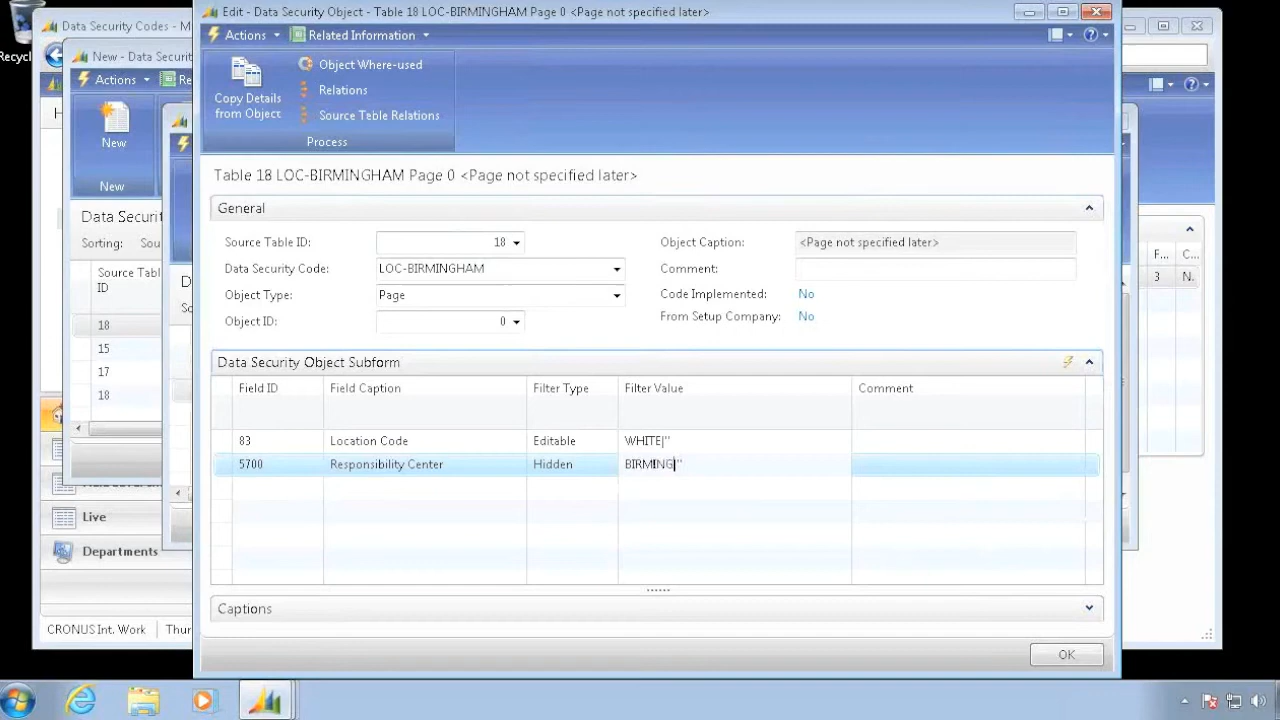 Edit - Data Security Object - Table 18 LOC-BIRMINGHAM Page 0 <Page not specified later>
Data Security Codes - M
Recycl
New - Data Securit
Actions
Re
New
New
Data Securit
Sorting: Sou
Source Tabl
ID
18
15
17
18
Live
Departments
CRONUS Int. Work
Thur
Actions
Related Information
Copy Details
from Object
Object Where-used
Relations
Source Table Relations
Process
Table 18 LOC-BIRMINGHAM Page 0 <Page not specified later>
General
Source Table ID: 18
Object Caption: <Page not specified later>
Data Security Code: LOC-BIRMINGHAM
Comment:
Object Type: Page
Code Implemented: No
Object ID: 0
From Setup Company: No
Data Security Object Subform
Field ID Field Caption Filter Type Filter Value Comment
83 Location Code Editable WHITE|''
5700 Responsibility Center Hidden BIRMING|''
Captions
OK
F... C...
3 N.